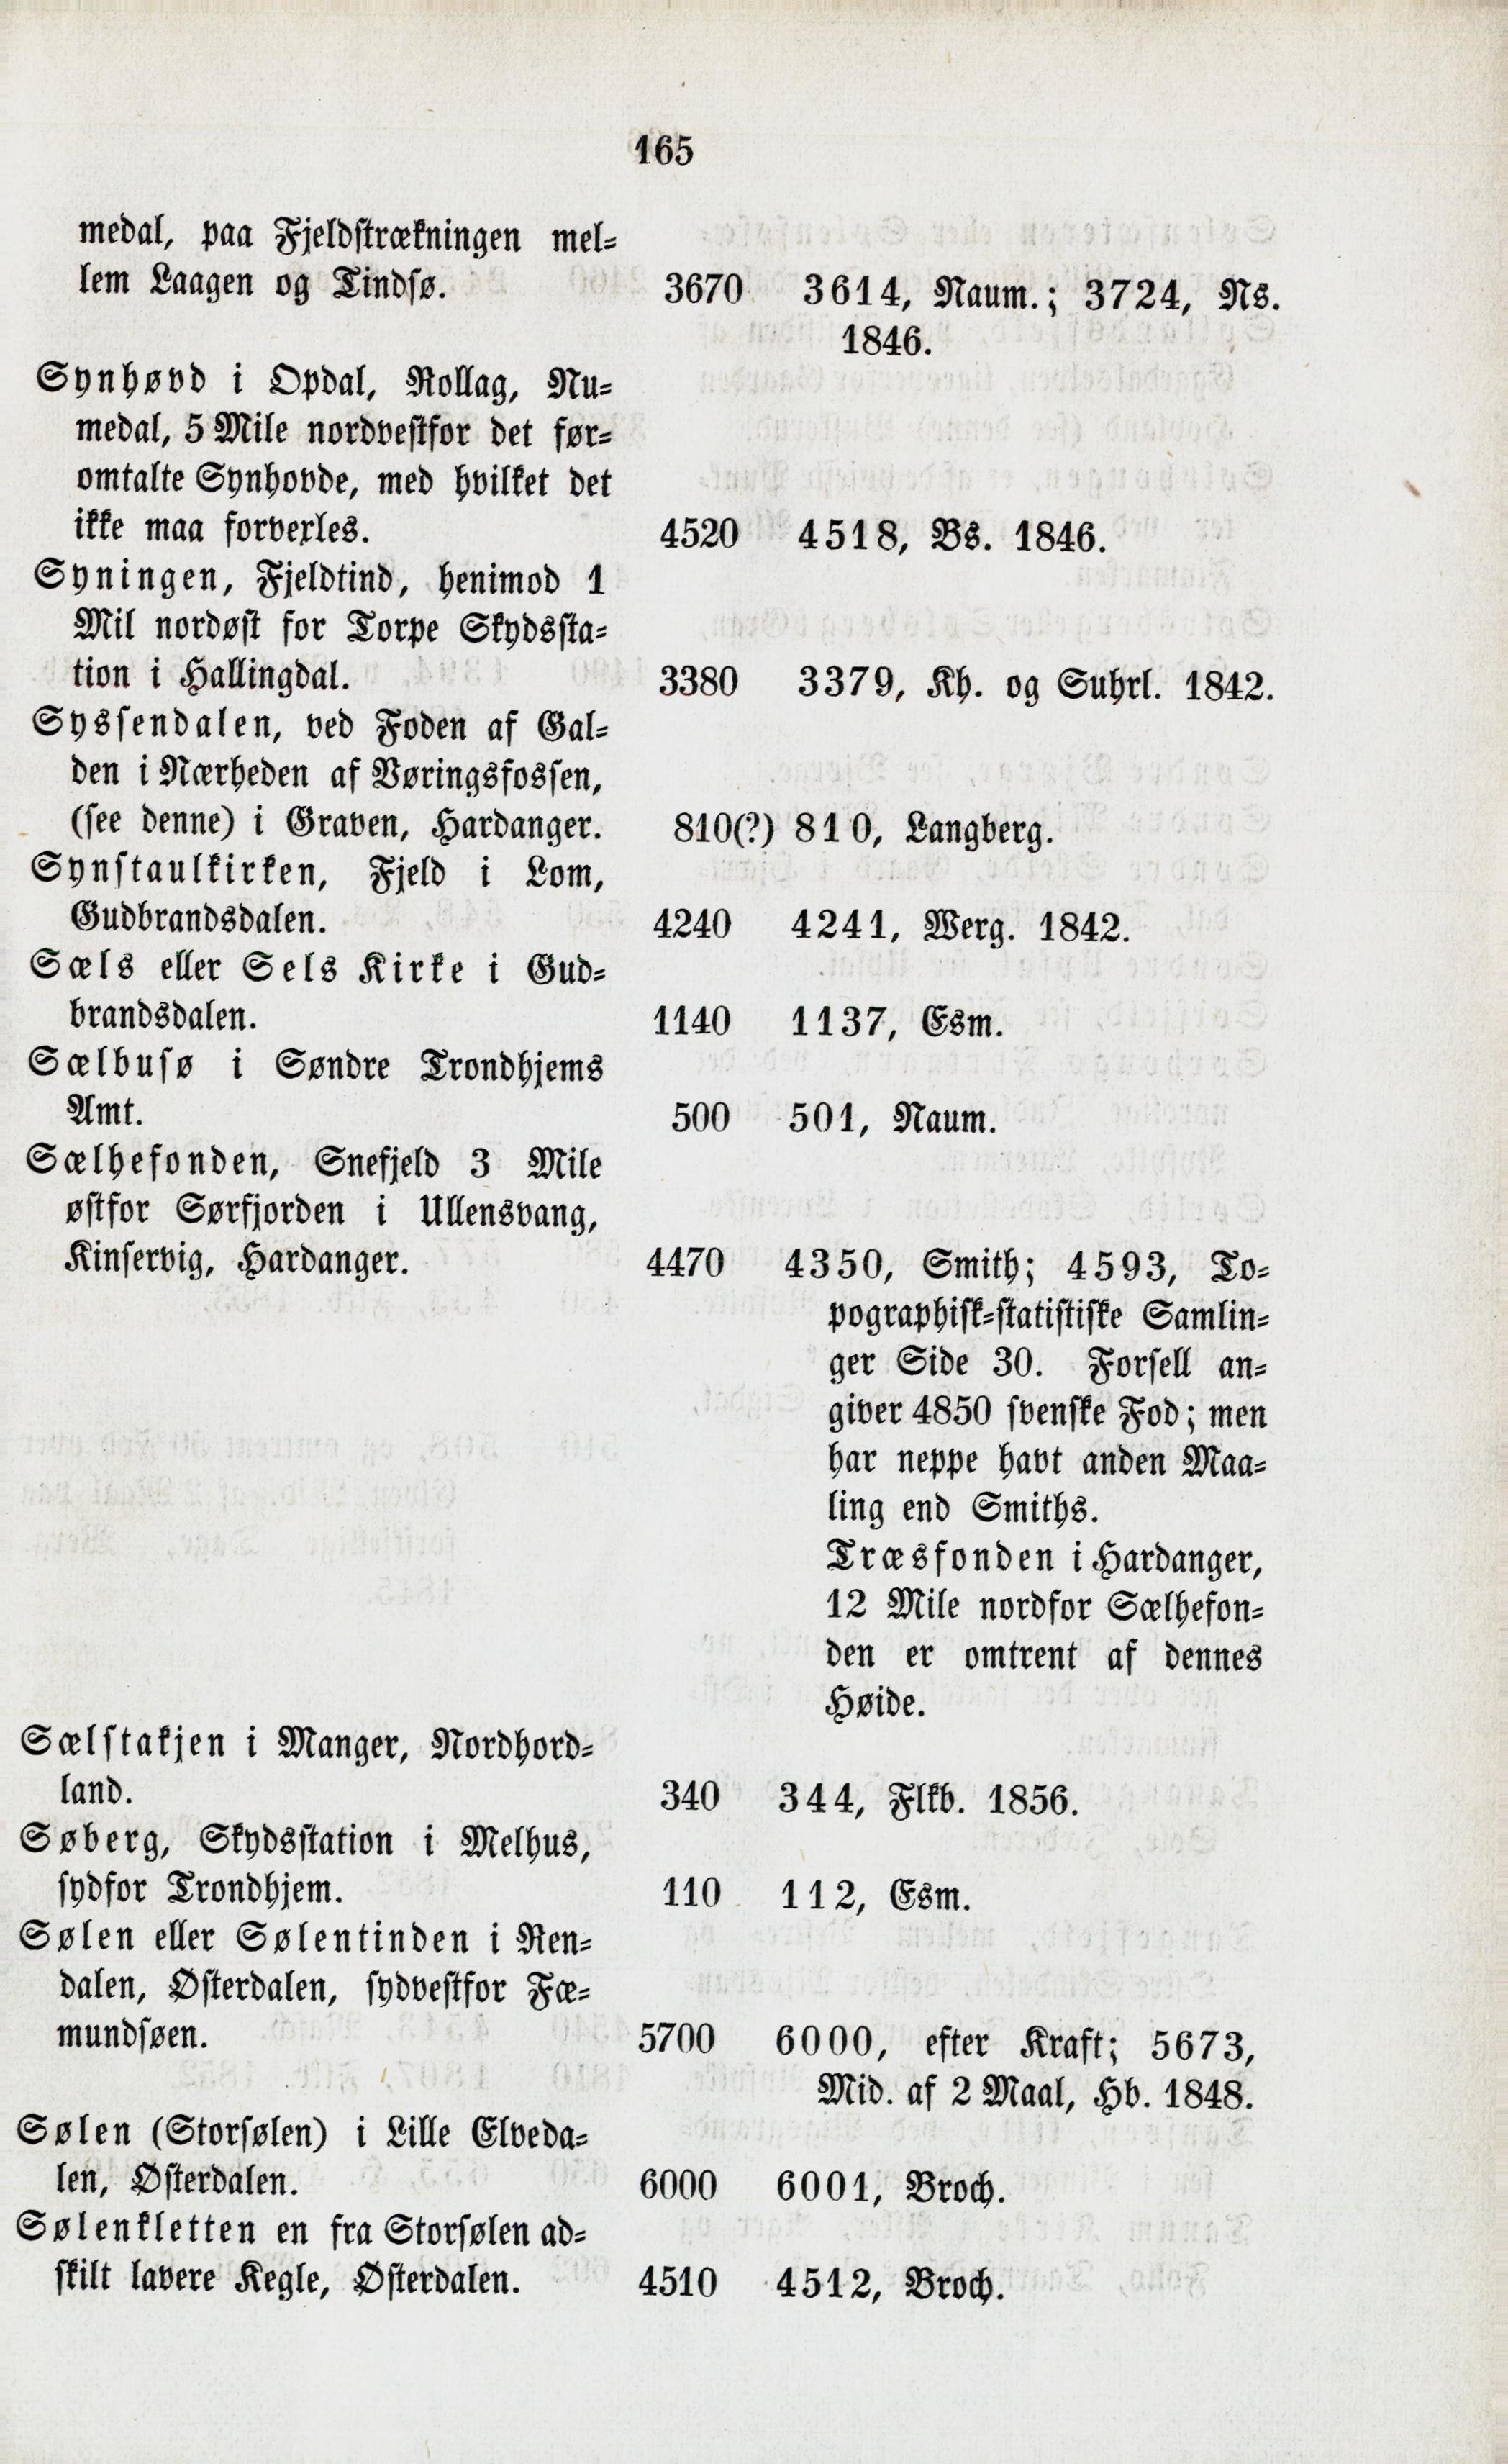 165
medal, paa Fjeldstrækningen mel-
lem Laagen og Tindsø. 3670 3614, Naum.; 3724, Ns.
1846.
Synhøvd i Opdal, Rollag, Nu-
medal, 5 Mile nordvestfor det før-
omtalte Synhovde, med hvilket det
ikke maa forvexles. 4520 4518, Bs. 1846.
Syningen, Fjeldtind, henimod 1
Mil nordøst for Torpe Skydssta-
tion i Hallingdal. 3380 3379, Kh. og Suhrl. 1842.
Syssendalen, ved Foden af Gal-
den i Nærheden af Vøringsfossen,
(see denne) i Graven, Hardanger. 810(?) 810, Langberg.
Synstaulkirken, Fjeld i Lom,
Gudbrandsdalen. 4240 4241, Werg. 1842.
Sæls eller Sels Kirke i Gud-
brandsdalen. 1140 1137, Esm.
Sælbusø i Søndre Trondhjems
Amt. 500 501, Naum.
Sælhefonden, Snefjeld 3 Mile
østfor Sørfjorden i Ullensvang,
Kinservig, Hardanger. 4470 4350, Smith; 4593, To-
pographisk-statistiske Samlin-
ger Side 30. Forsell an-
giver 4850 svenske Fod; men
har neppe havt anden Maa-
ling end Smiths.
Træsfonden i Hardanger,
12 Mile nordfor Sælhefon-
den er omtrent af dennes
Høide.
Sælstakjen i Manger, Nordhord-
land. 340 344, Flkb. 1856.
Søberg, Skydsstation i Melhus,
sydfor Trondhjem. 110 112, Esm.
Sølen eller Sølentinden i Ren-
dalen, Østerdalen, sydvestfor Fæ-
mundsøen. 5700 6000, efter Kraft; 5673,
Mid. af 2 Maal, Hb. 1848.
Sølen (Storsølen) i Lille Elveda-
len, Østerdalen. 6000 6001, Broch.
Sølenkletten en fra Storsølen ad-
skilt lavere Kegle, Østerdalen. 4510 4512, Broch.